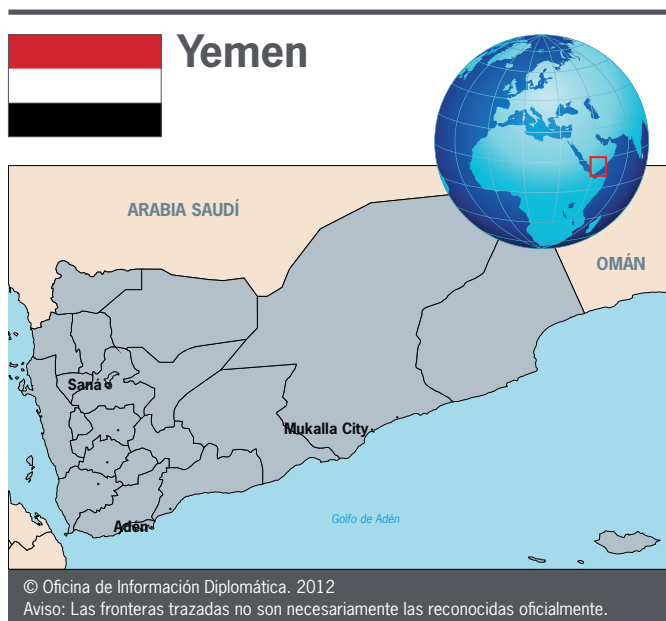 Yemen
ARABIA SAUDÍ
OMÁN
Saná
Mukalla City
Adén
Golfo de Adén
© Oficina de Información Diplomática. 2012
Aviso: Las fronteras trazadas no son necesariamente las reconocidas oficialmente.